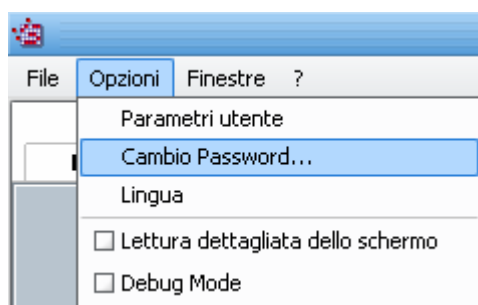 File Opzioni Finestre ?
Parametri utente
Cambio Password...
Lingua
Lettura dettagliata dello schermo
Debug Mode